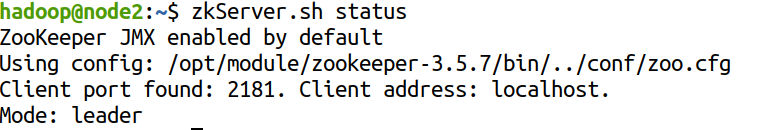 hadoop@node2:~$ zkServer.sh status
ZooKeeper JMX enabled by default
Using config: /opt/module/zookeeper-3.5.7/bin/../conf/zoo.cfg
Client port found: 2181. Client address: localhost.
Mode: leader